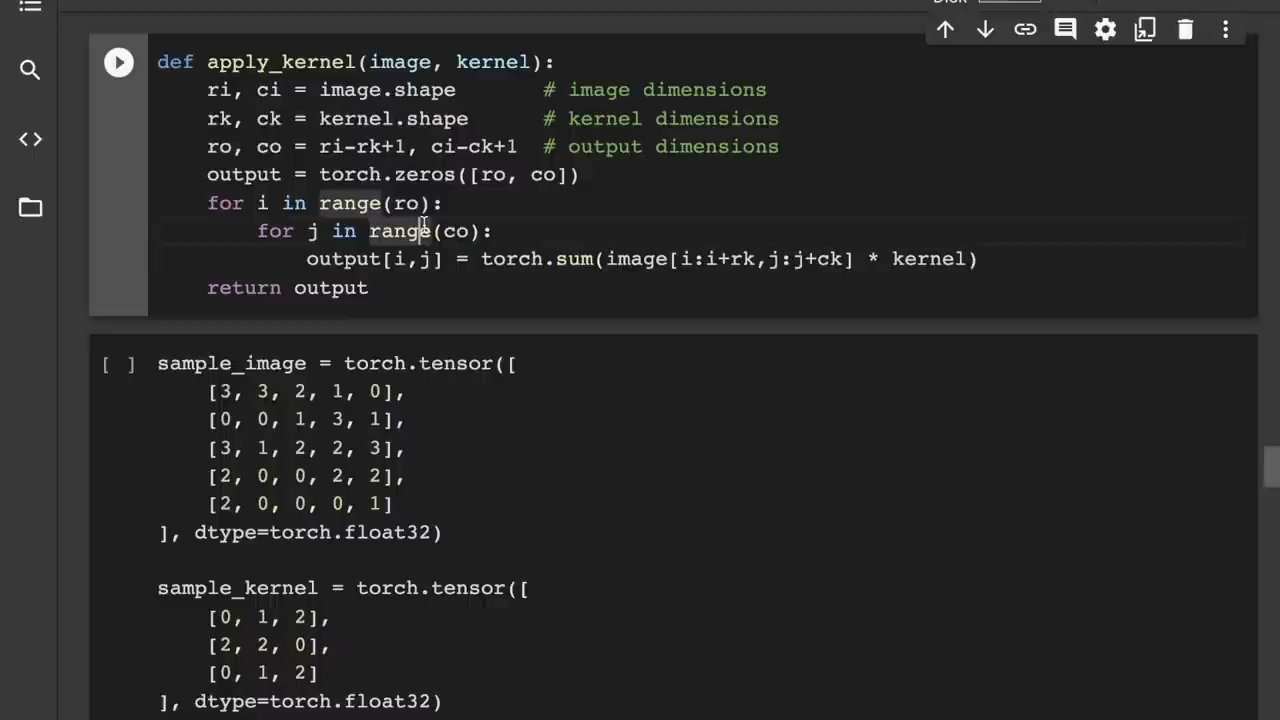 def apply_kernel(image, kernel):
ri, ci = image.shape # image dimensions
rk, ck = kernel.shape # kernel dimensions
ro, co = ri-rk+1, ci-ck+1 # output dimensions
output = torch.zeros([ro, co])
for i in range(ro):
for j in range(co):
output[i,j] = torch.sum(image[i:i+rk,j:j+ck] * kernel)
return output
[ ] sample_image = torch.tensor([
[3, 3, 2, 1, 0],
[0, 0, 1, 3, 1],
[3, 1, 2, 2, 3],
[2, 0, 0, 2, 2],
[2, 0, 0, 0, 1]
], dtype=torch.float32)
sample_kernel = torch.tensor([
[0, 1, 2],
[2, 2, 0],
[0, 1, 2]
], dtype=torch.float32)